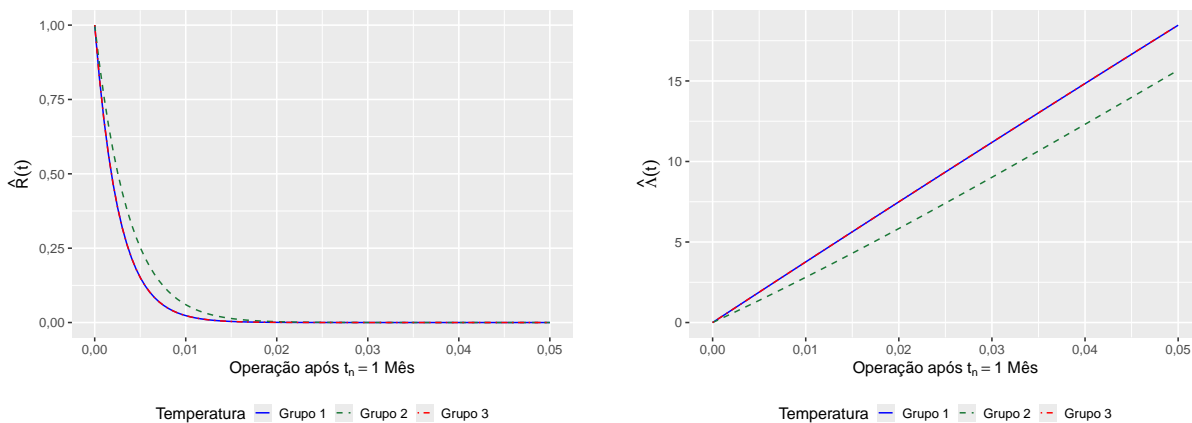 R̂(t)
1,00
0,75
0,50
0,25
0,00
0,00 0,01 0,02 0,03 0,04 0,05
Operação após tₙ = 1 Mês
Temperatura Grupo 1 Grupo 2 Grupo 3
Λ̂(t)
15
10
5
0
0,00 0,01 0,02 0,03 0,04 0,05
Operação após tₙ = 1 Mês
Temperatura Grupo 1 Grupo 2 Grupo 3